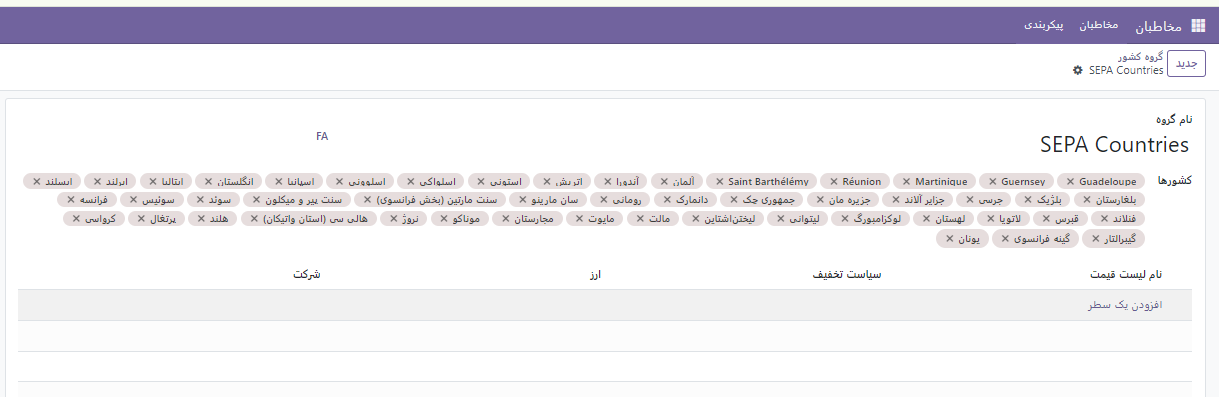 مخاطبان مخاطبان پیکربندی
جدید
گروه کشور
SEPA Countries
نام گروه
FA
SEPA Countries
کشورها
Guadeloupe Guernsey Martinique Réunion Saint Barthélémy آلمان آندورا اتریش استونی اسلواکی اسلوونی اسپانیا انگلستان ایتالیا ایرلند ایسلند
بلغارستان بلژیک جرسی جزایر آلاند جزیره مان جمهوری چک دانمارک رومانی سان مارینو سنت مارتین (بخش فرانسوی) سنت پیر و میکلون سوئد سوئیس فرانسه
فنلاند قبرس لاتویا لهستان لوکزامبورگ لیتوانی لیختن‌اشتاین مالت مایوت مجارستان موناکو نروژ هالی سی (استان واتیکان) هلند پرتغال کرواسی
گیبرالتار گینه فرانسوی یونان
نام لیست قیمت سیاست تخفیف ارز شرکت
افزودن یک سطر